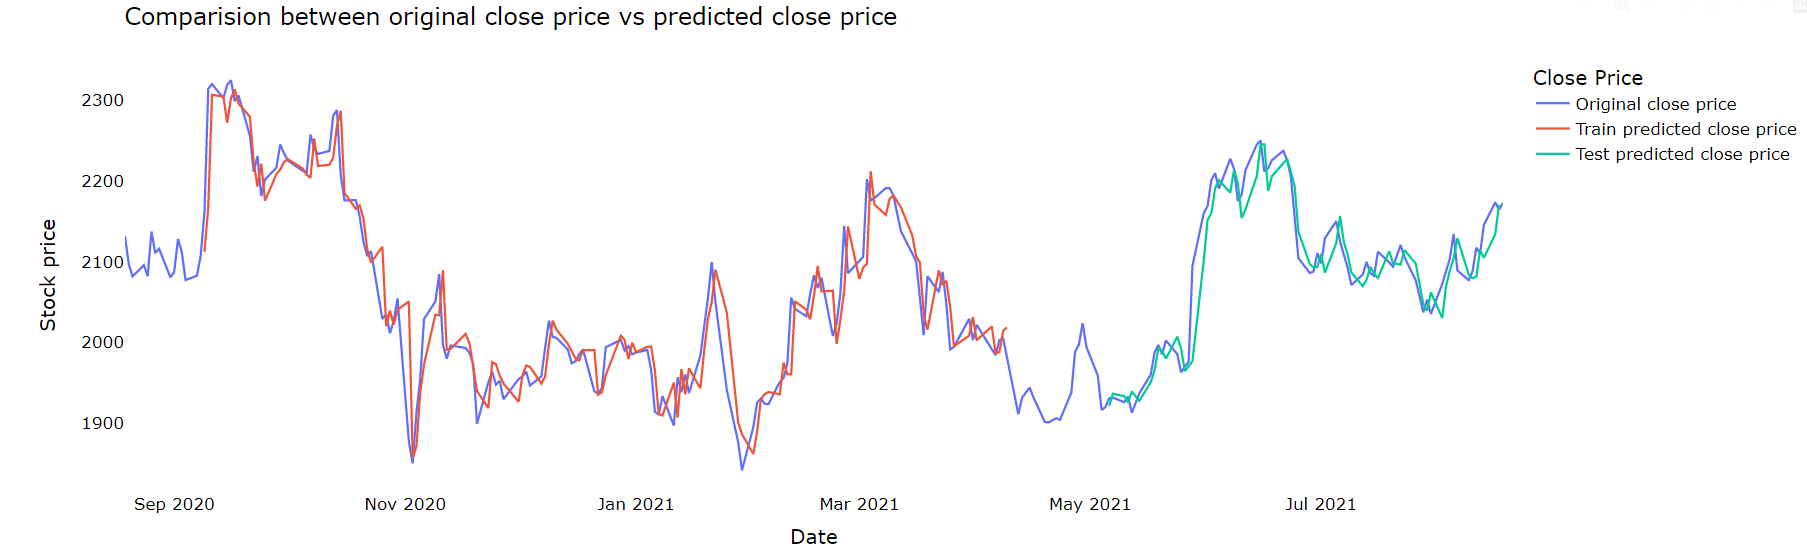 Comparision between original close price vs predicted close price
Close Price
Original close price
Train predicted close price
Test predicted close price
Stock price
2300
2200
2100
2000
1900
Sep 2020
Nov 2020
Jan 2021
Mar 2021
May 2021
Jul 2021
Date